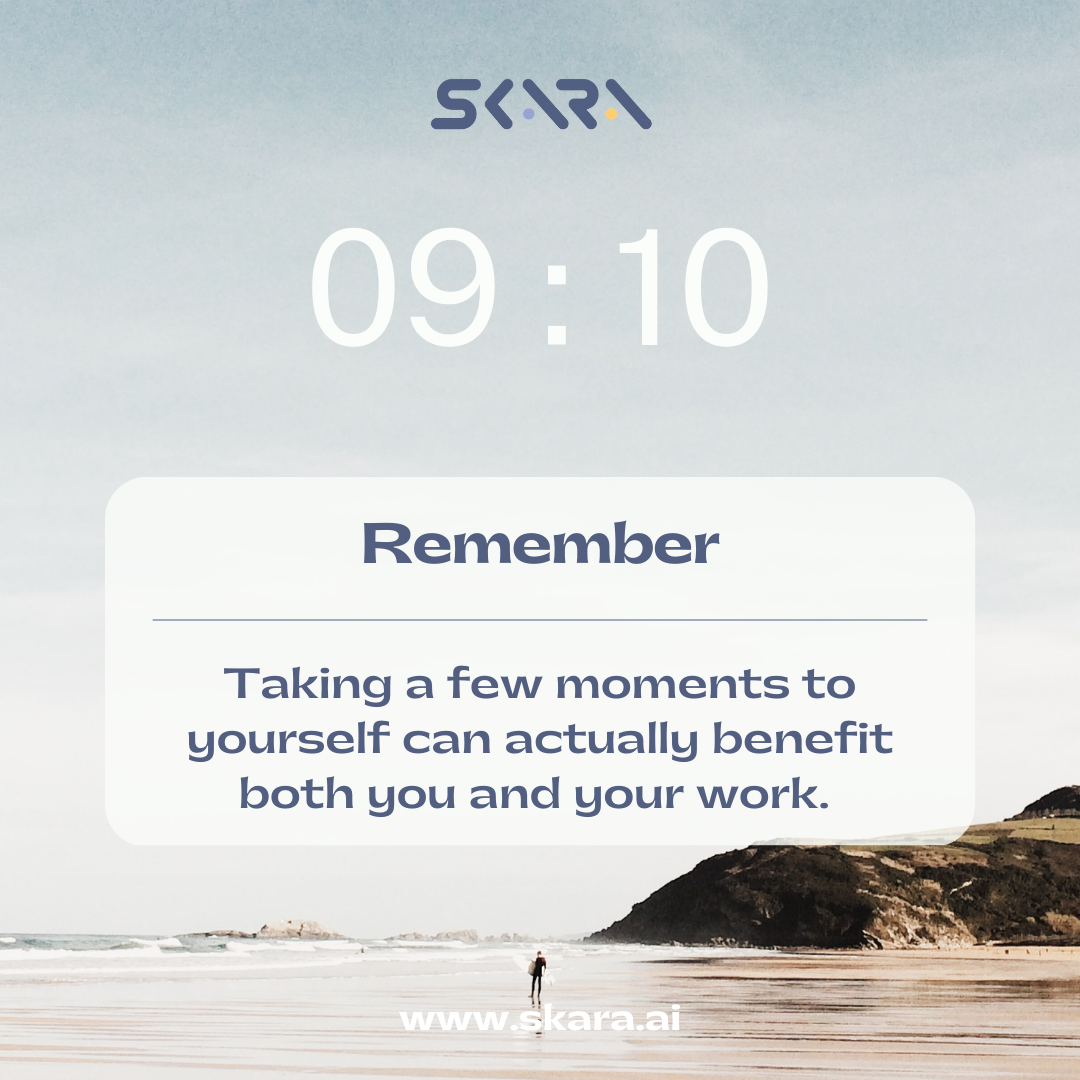 SKARA
09 : 10
Remember
Taking a few moments to
yourself can actually benefit
both you and your work.
www.skara.ai